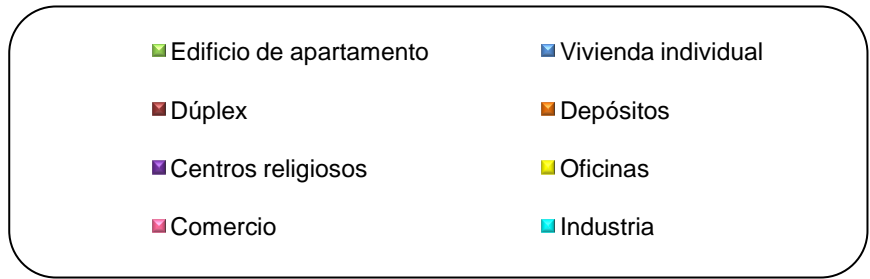 Edificio de apartamento
Vivienda individual
Dúplex
Depósitos
Centros religiosos
Oficinas
Comercio
Industria